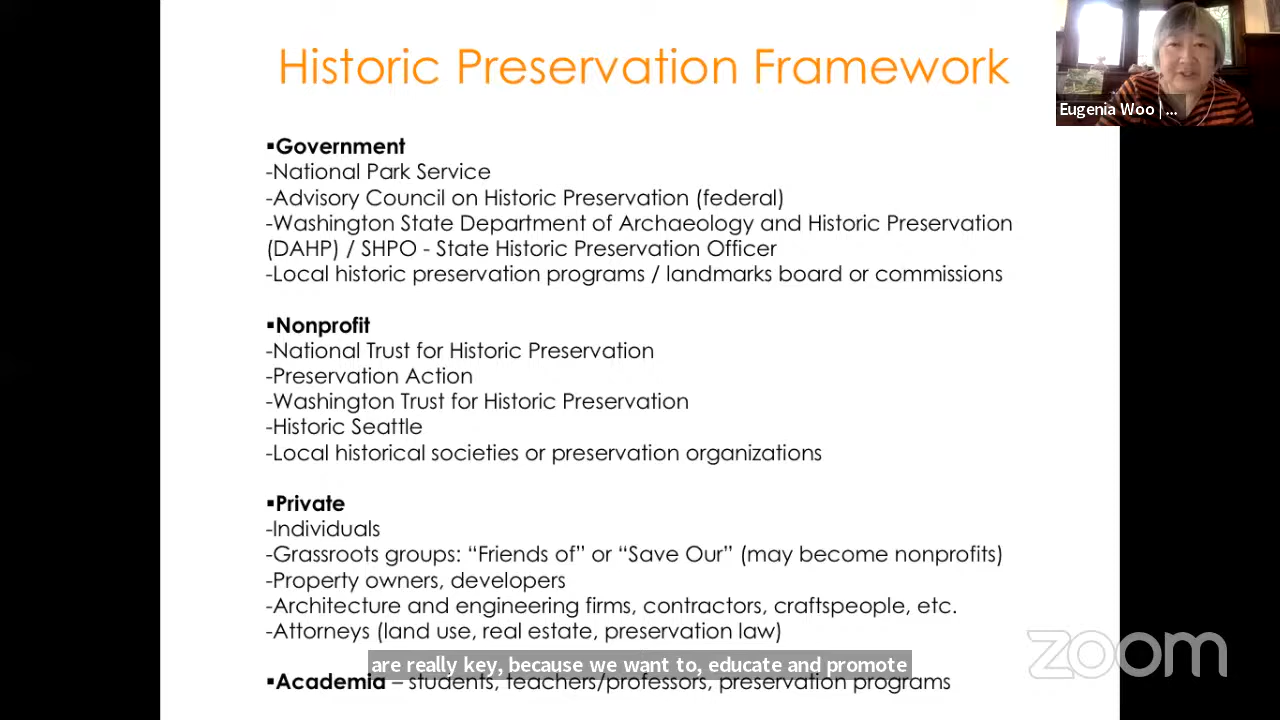 Historic Preservation Framework
Eugenia Woo | ...
▪Government
-National Park Service
-Advisory Council on Historic Preservation (federal)
-Washington State Department of Archaeology and Historic Preservation
(DAHP) / SHPO - State Historic Preservation Officer
-Local historic preservation programs / landmarks board or commissions
▪Nonprofit
-National Trust for Historic Preservation
-Preservation Action
-Washington Trust for Historic Preservation
-Historic Seattle
-Local historical societies or preservation organizations
▪Private
-Individuals
-Grassroots groups: “Friends of” or “Save Our” (may become nonprofits)
-Property owners, developers
-Architecture and engineering firms, contractors, craftspeople, etc.
-Attorneys (land use, real estate, preservation law)
zoom
are really key, because we want to, educate and promote
▪Academia – students, teachers/professors, preservation programs